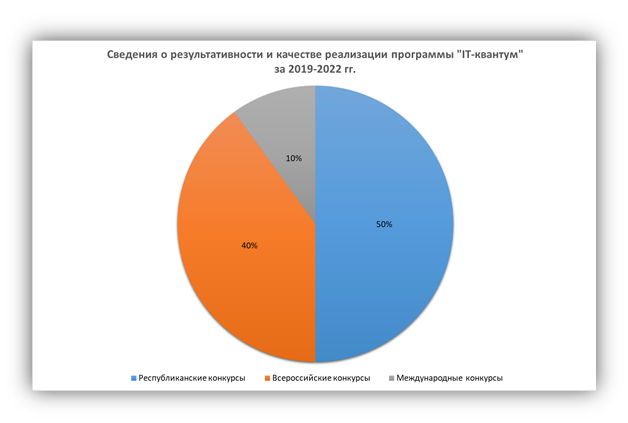 Сведения о результативности и качестве реализации программы "IT-квантум"
за 2019-2022 гг.
10%
50%
40%
Республиканские конкурсы Всероссийские конкурсы Международные конкурсы